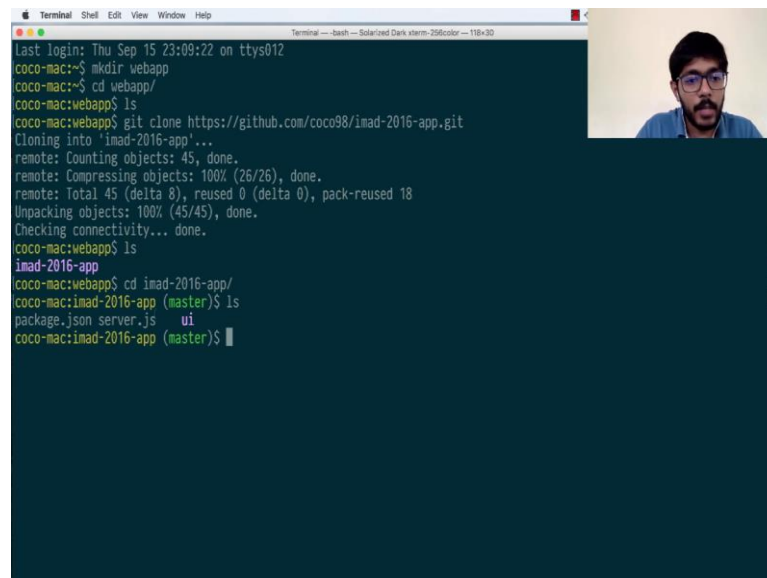 Terminal Shell Edit View Window Help
Terminal — -bash — Solarized Dark xterm-256color — 118×30
Last login: Thu Sep 15 23:09:22 on ttys012
coco-mac:~$ mkdir webapp
coco-mac:~$ cd webapp/
coco-mac:webapp$ ls
coco-mac:webapp$ git clone https://github.com/coco98/imad-2016-app.git
Cloning into 'imad-2016-app'...
remote: Counting objects: 45, done.
remote: Compressing objects: 100% (26/26), done.
remote: Total 45 (delta 8), reused 0 (delta 0), pack-reused 18
Unpacking objects: 100% (45/45), done.
Checking connectivity... done.
coco-mac:webapp$ ls
imad-2016-app
coco-mac:webapp$ cd imad-2016-app/
coco-mac:imad-2016-app (master)$ ls
package.json server.js ui
coco-mac:imad-2016-app (master)$